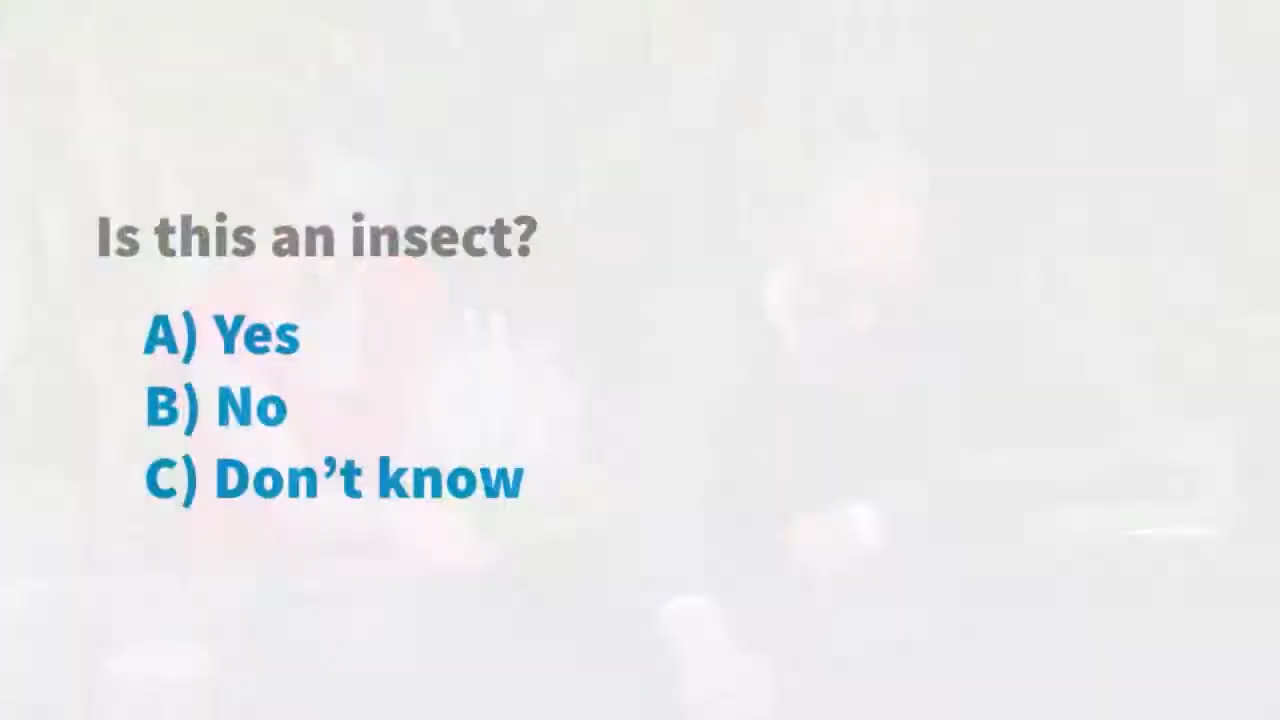 Is this an insect?
A) Yes
B) No
C) Don’t know